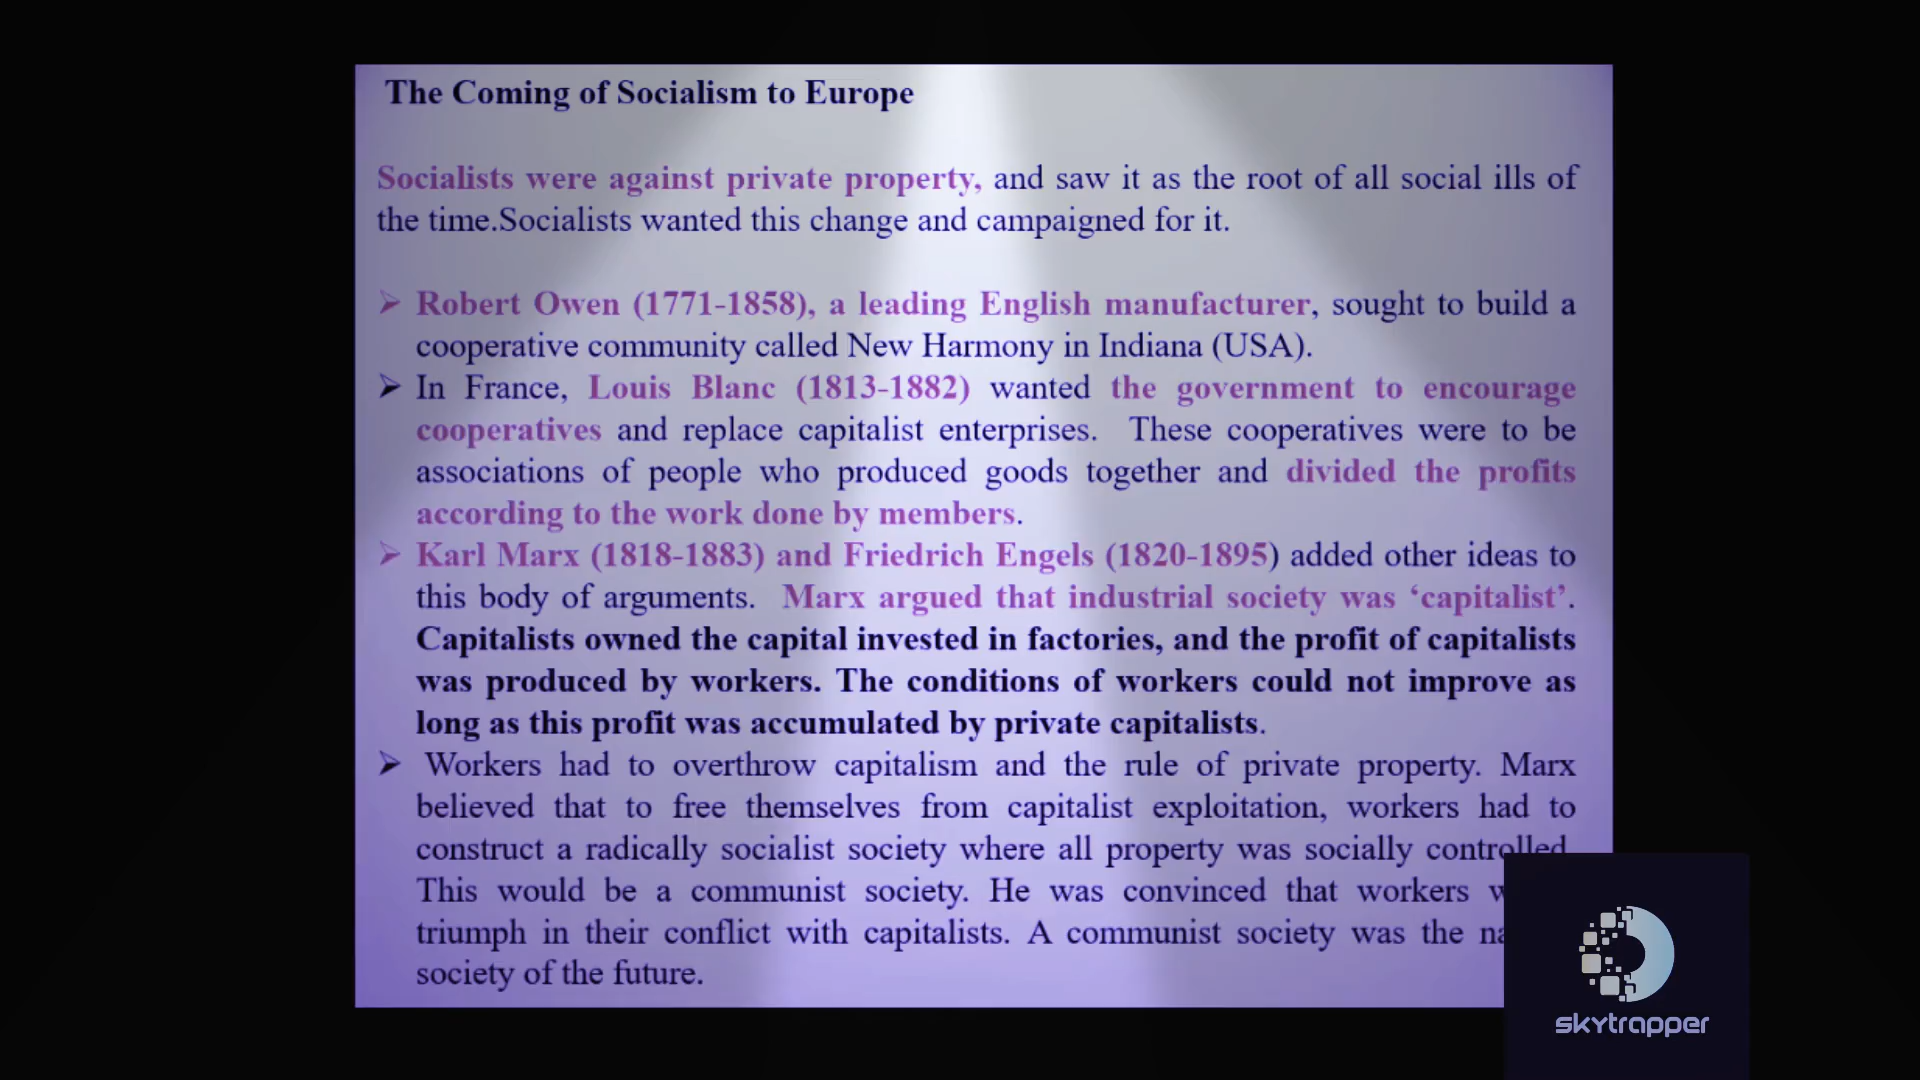 The Coming of Socialism to Europe
Socialists were against private property, and saw it as the root of all social ills of
the time.Socialists wanted this change and campaigned for it.
➢ Robert Owen (1771-1858), a leading English manufacturer, sought to build a
cooperative community called New Harmony in Indiana (USA).
➢ In France, Louis Blanc (1813-1882) wanted the government to encourage
cooperatives and replace capitalist enterprises. These cooperatives were to be
associations of people who produced goods together and divided the profits
according to the work done by members.
➢ Karl Marx (1818-1883) and Friedrich Engels (1820-1895) added other ideas to
this body of arguments. Marx argued that industrial society was ‘capitalist’.
Capitalists owned the capital invested in factories, and the profit of capitalists
was produced by workers. The conditions of workers could not improve as
long as this profit was accumulated by private capitalists.
➢ Workers had to overthrow capitalism and the rule of private property. Marx
believed that to free themselves from capitalist exploitation, workers had to
construct a radically socialist society where all property was socially controlled.
This would be a communist society. He was convinced that workers
triumph in their conflict with capitalists. A communist society was the
society of the future.
skytrapper